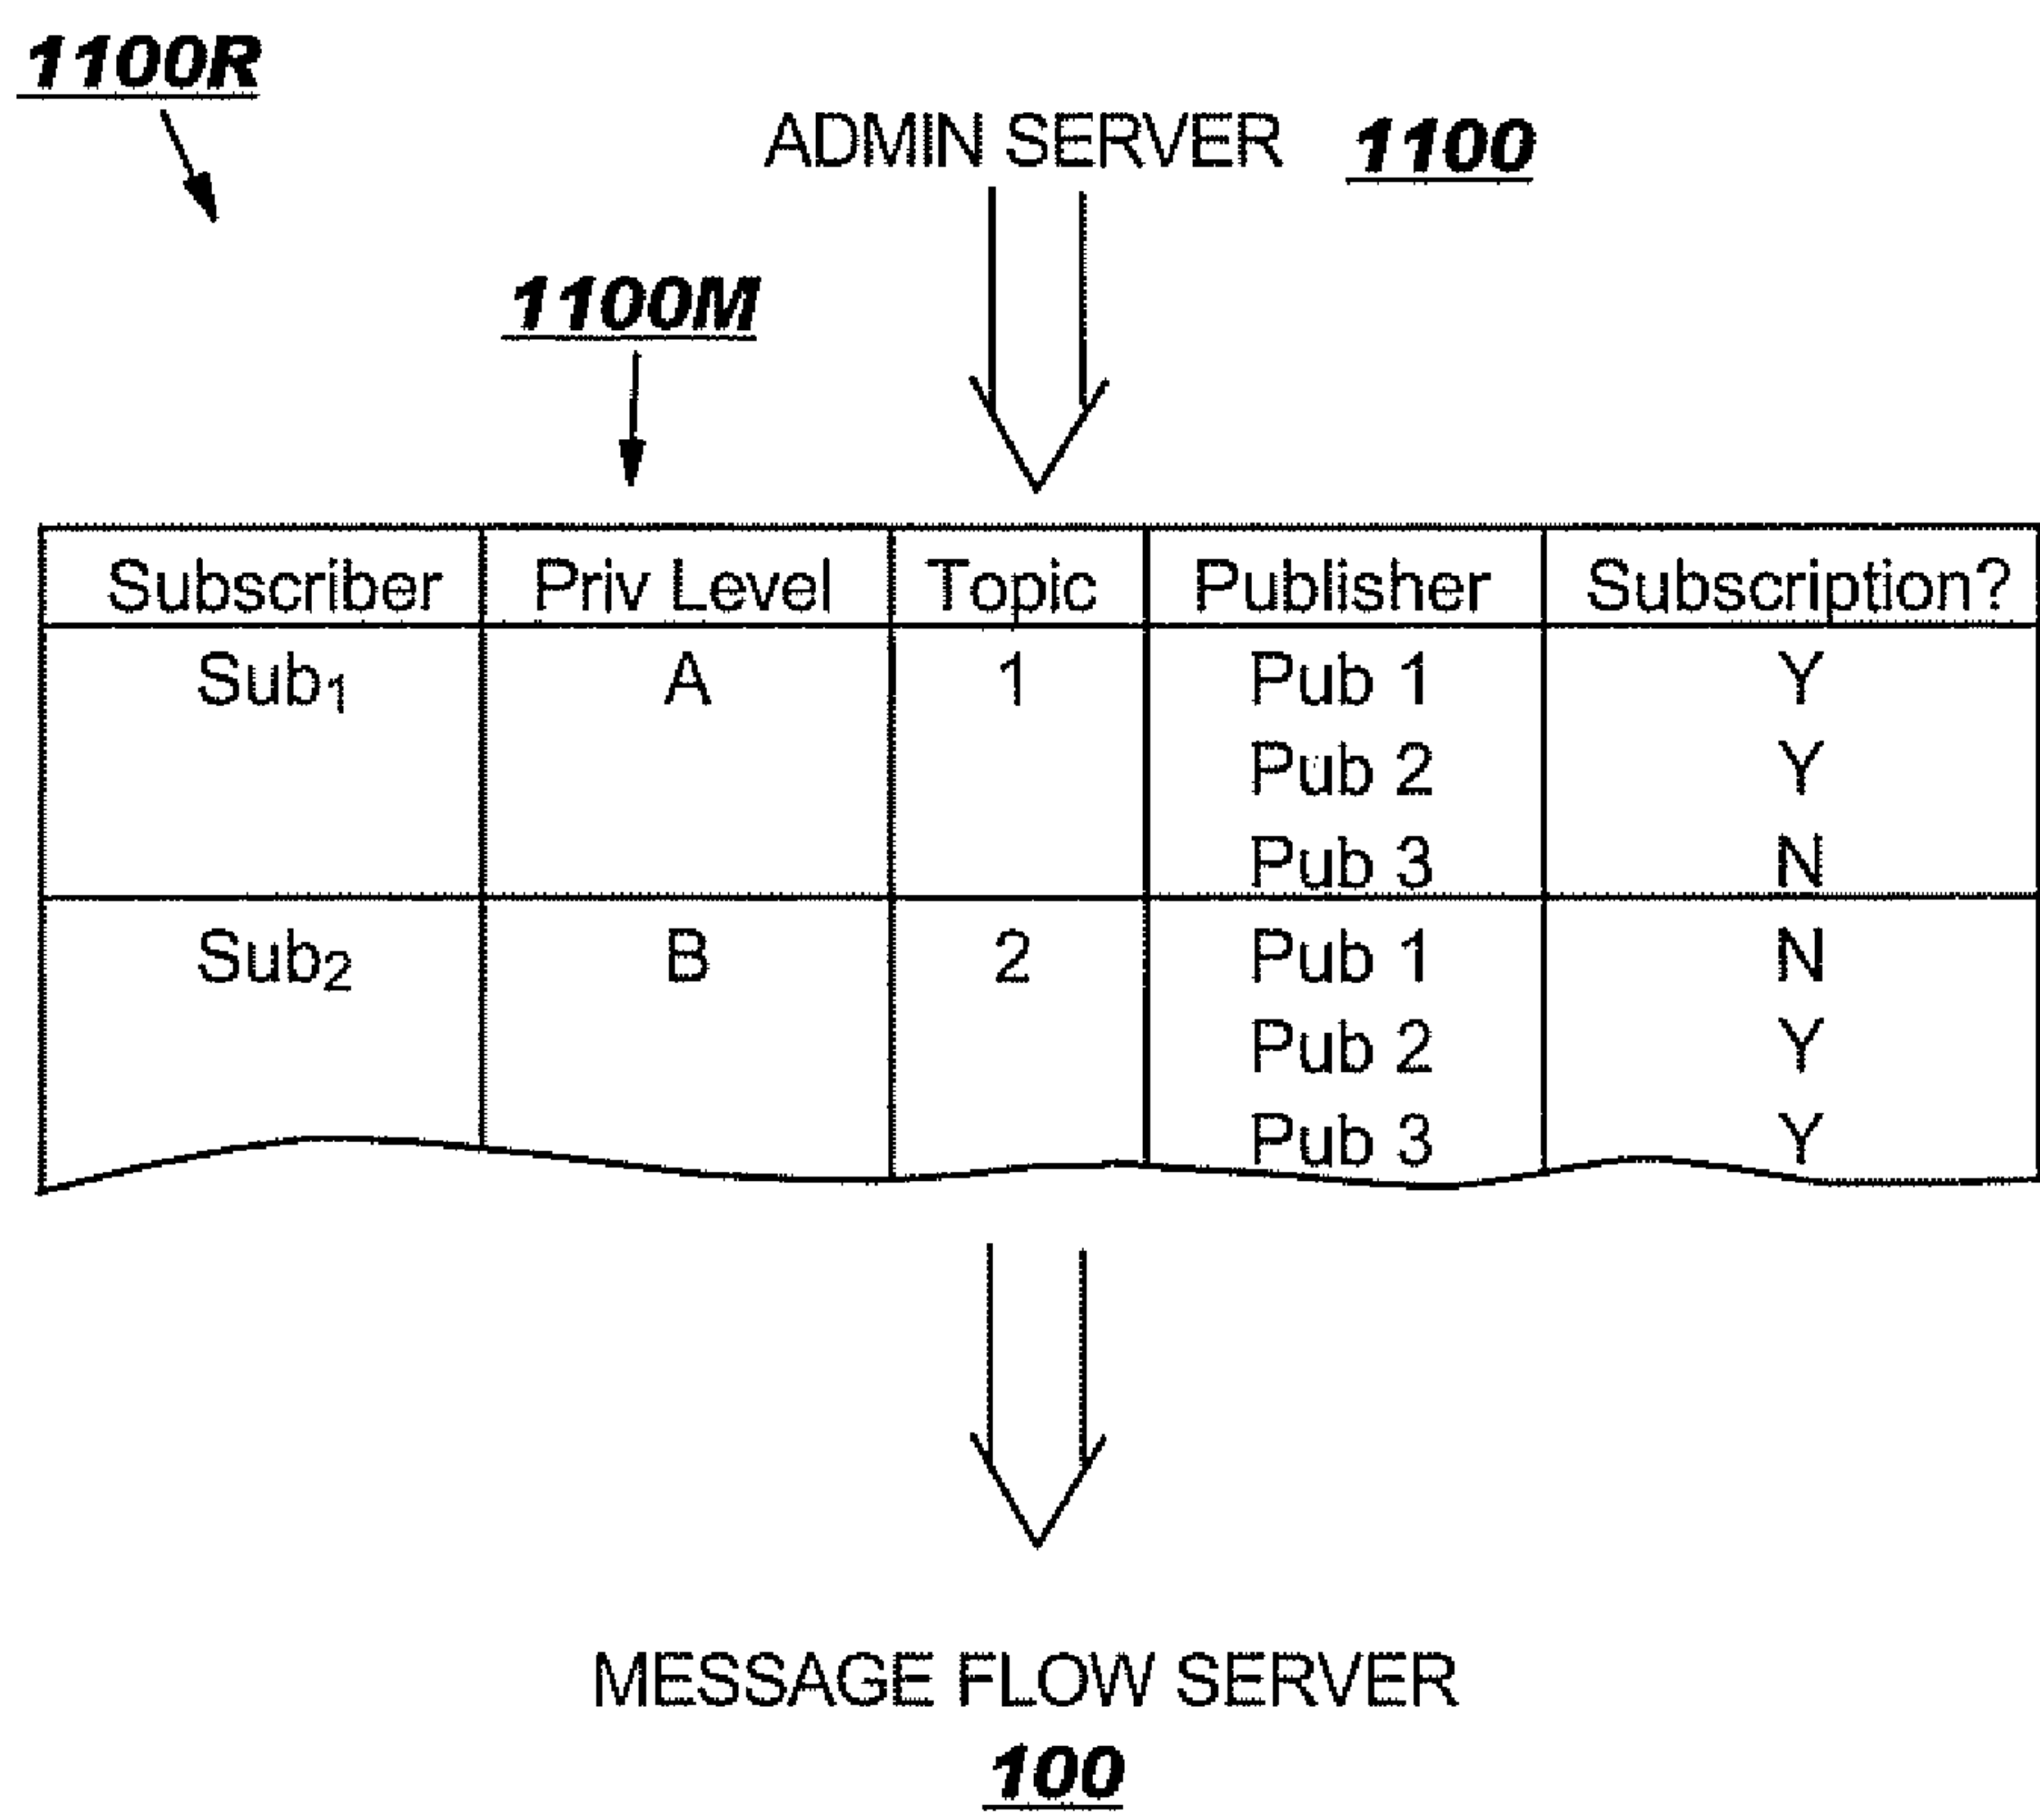 1100R
ADMIN SERVER 1100
1100M
Subscriber Priv Level Topic Publisher Subscription?
Sub1 A 1 Pub 1 Y
Pub 2 Y
Pub 3 N
Sub2 B 2 Pub 1 N
Pub 2 Y
Pub 3 Y
MESSAGE FLOW SERVER
100